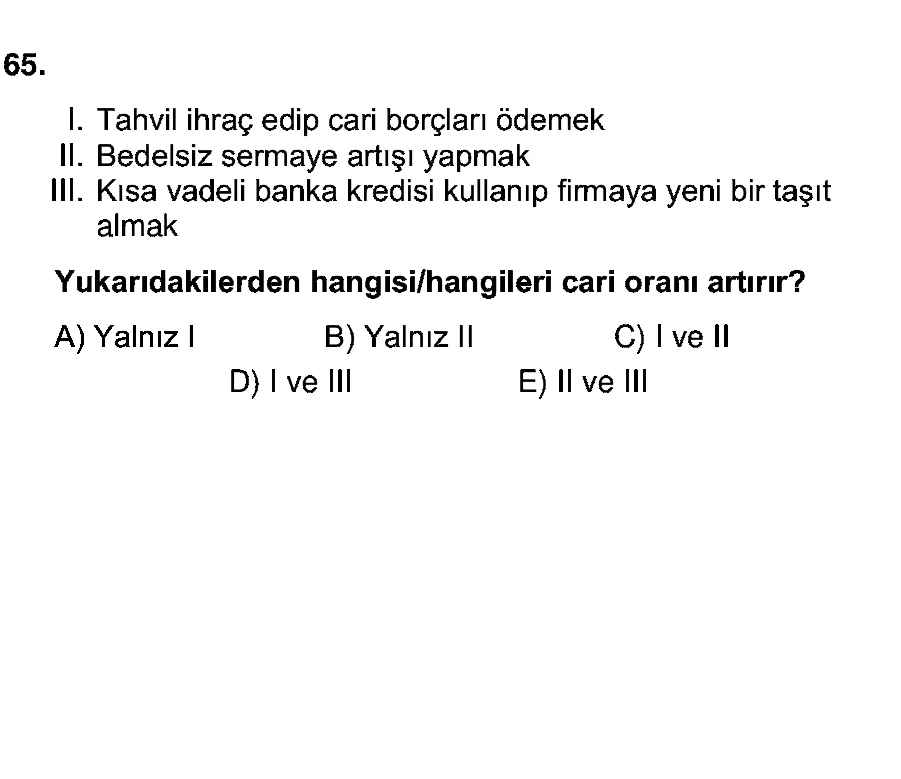 65.
I. Tahvil ihraç edip cari borçları ödemek
II. Bedelsiz sermaye artışı yapmak
III. Kısa vadeli banka kredisi kullanıp firmaya yeni bir taşıt
almak
Yukarıdakilerden hangisi/hangileri cari oranı artırır?
A) Yalnız I B) Yalnız II C) I ve II
D) I ve III E) II ve III